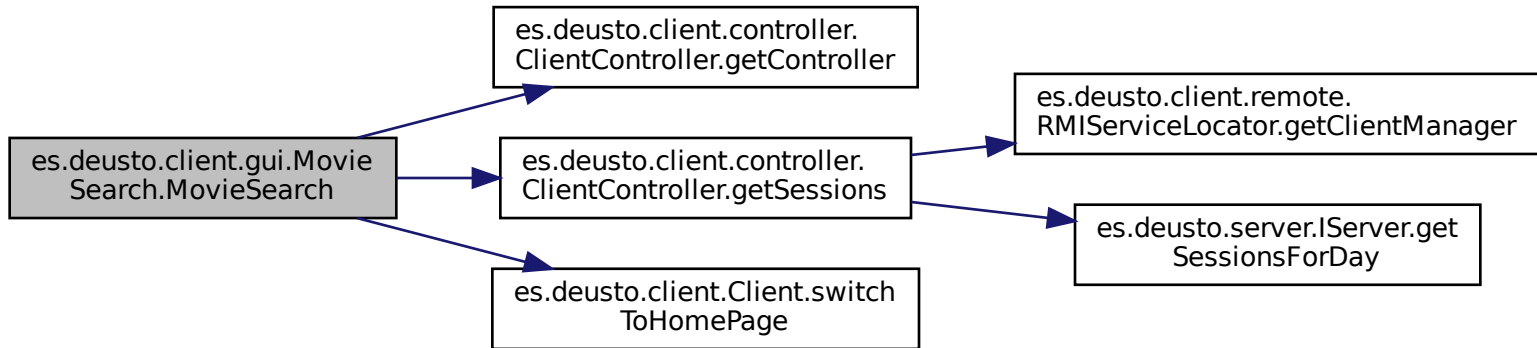 es.deusto.client.gui.Movie
Search.MovieSearch
es.deusto.client.controller.
ClientController.getController
es.deusto.client.controller.
ClientController.getSessions
es.deusto.client.Client.switch
ToHomePage
es.deusto.client.remote.
RMIServiceLocator.getClientManager
es.deusto.server.IServer.get
SessionsForDay